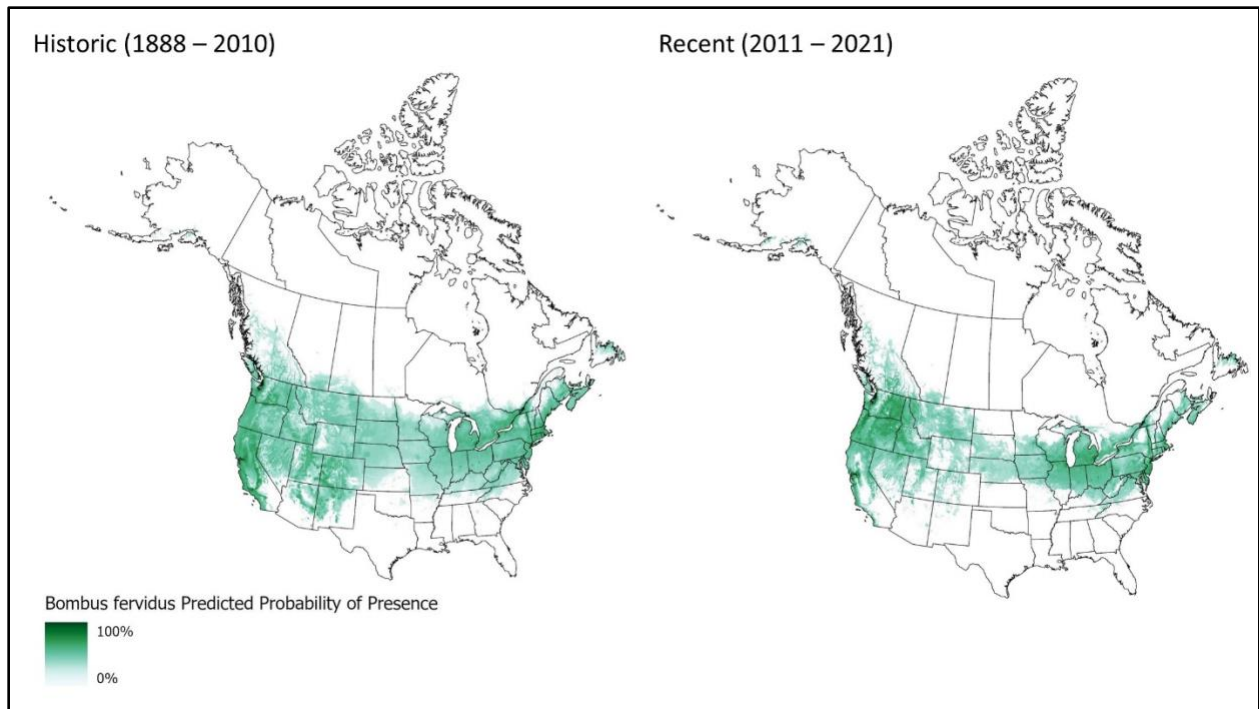 Historic (1888 – 2010)
Recent (2011 – 2021)
Bombus fervidus Predicted Probability of Presence
100%
0%